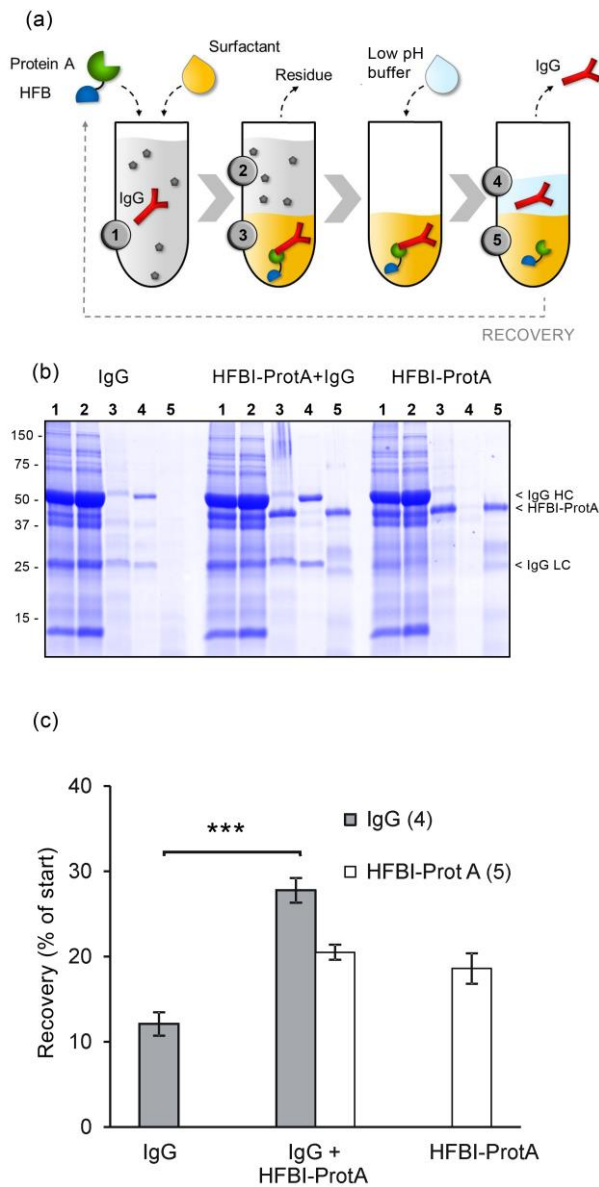 (a)
Protein A
HFB
Surfactant
Residue
Low pH
buffer
IgG
IgG
1
2
3
4
5
RECOVERY
(b)
IgG HFBI-ProtA+IgG HFBI-ProtA
1 2 3 4 5 1 2 3 4 5 1 2 3 4 5
150 -
75 -
50 -
37 -
25 -
15 -
< IgG HC
< HFBI-ProtA
< IgG LC
(c)
Recovery (% of start)
40
30
20
10
0
***
IgG (4)
HFBI-Prot A (5)
IgG
IgG +
HFBI-ProtA
HFBI-ProtA